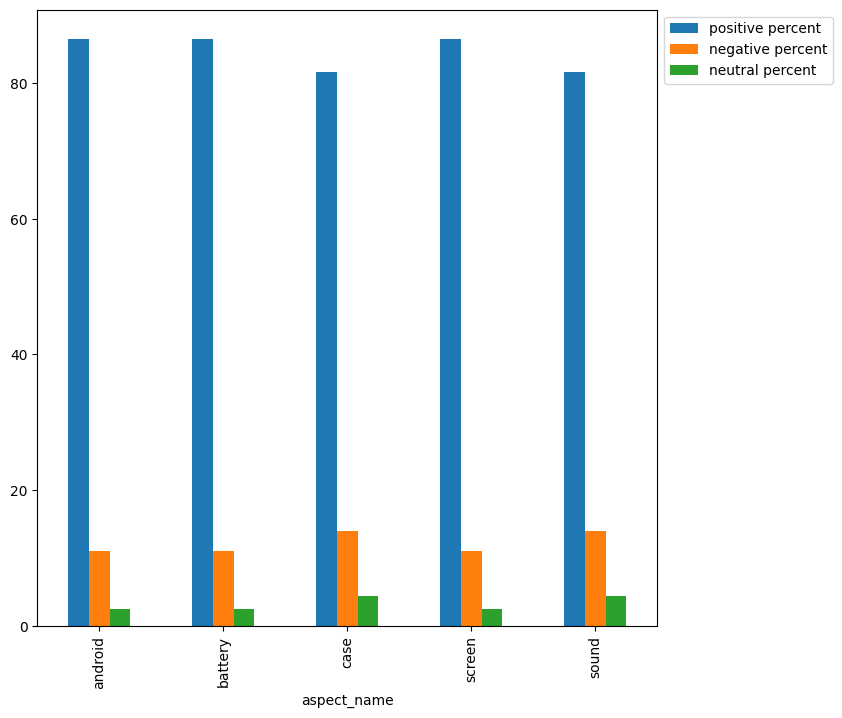 positive percent
negative percent
neutral percent
80
60
40
20
0
android
battery
case
screen
sound
aspect_name